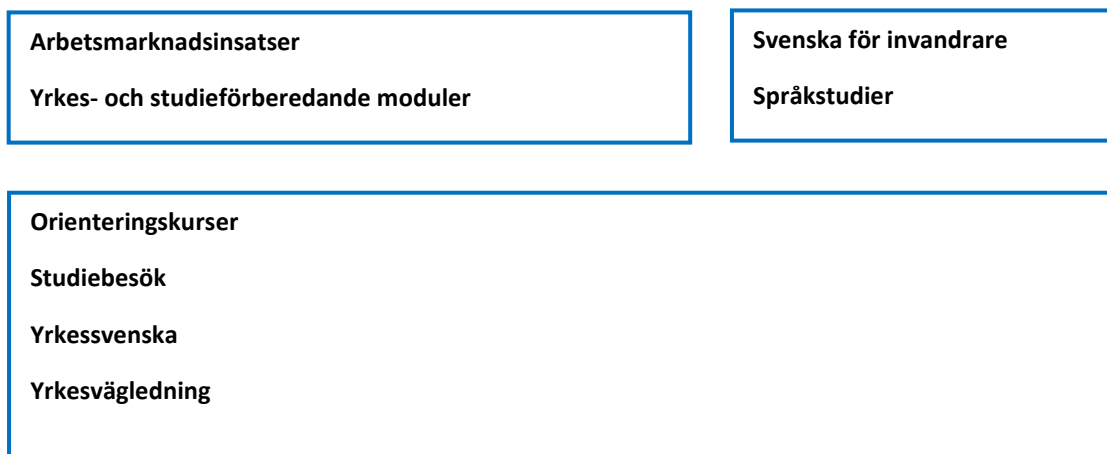 Arbetsmarknadsinsatser
Yrkes- och studieförberedande moduler
Svenska för invandrare
Språkstudier
Orienteringskurser
Studiebesök
Yrkessvenska
Yrkesvägledning